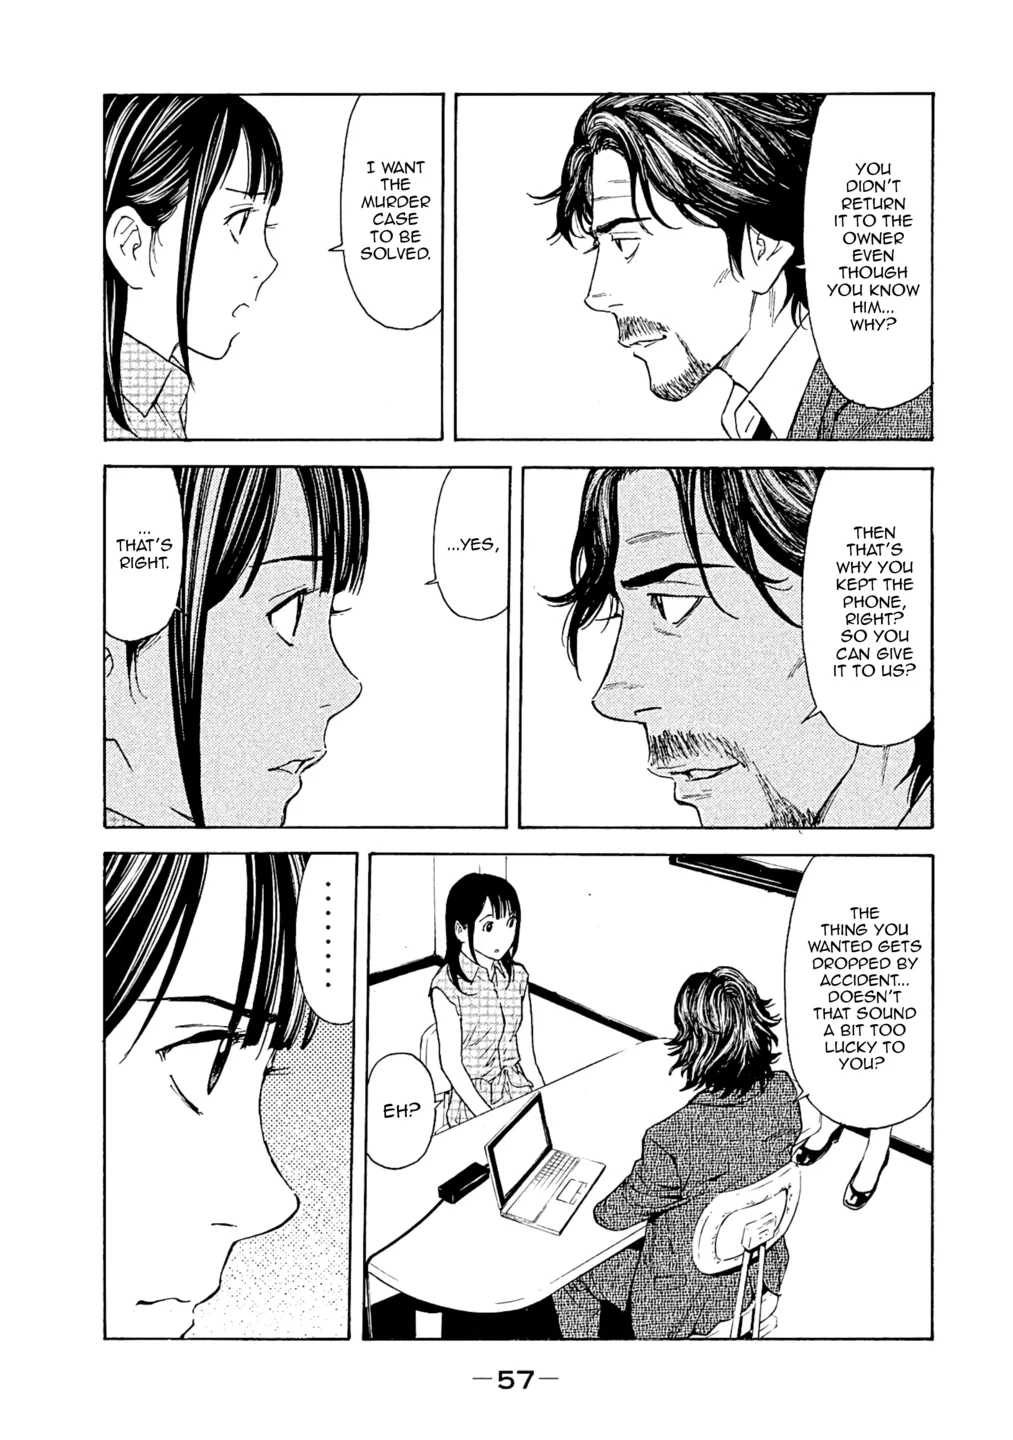 YOU
DIDN'T
RETURN
IT TO THE
OWNER
EVEN
THOUGH
YOU KNOW
HIM...
WHY?
I WANT
THE
MURDER
CASE
TO BE
SOLVED.
THEN
THAT'S
WHY YOU
KEPT THE
PHONE,
RIGHT?
SO YOU
CAN GIVE
IT TO US?
...YES,
...
THAT'S
RIGHT.
THE
THING YOU
WANTED GETS
DROPPED BY
ACCIDENT...
DOESN'T
THAT SOUND
A BIT TOO
LUCKY TO
YOU?
EH?
.......
—57—